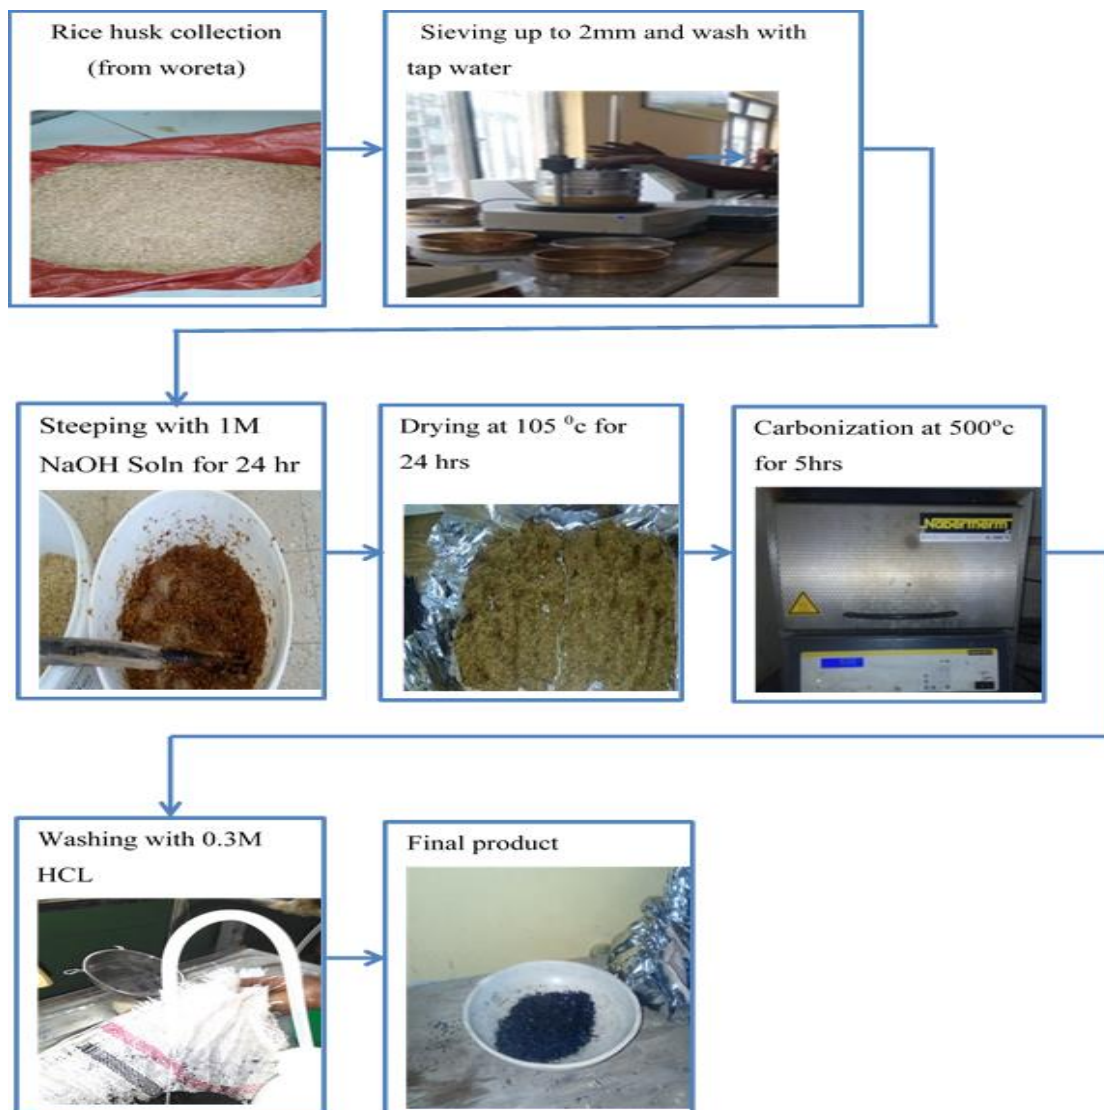 Rice husk collection
(from woreta)
Sieving up to 2mm and wash with
tap water
Steeping with 1M
NaOH Soln for 24 hr
Drying at 105 ⁰c for
24 hrs
Carbonization at 500°c
for 5hrs
Nabertherm
Washing with 0.3M
HCL
Final product